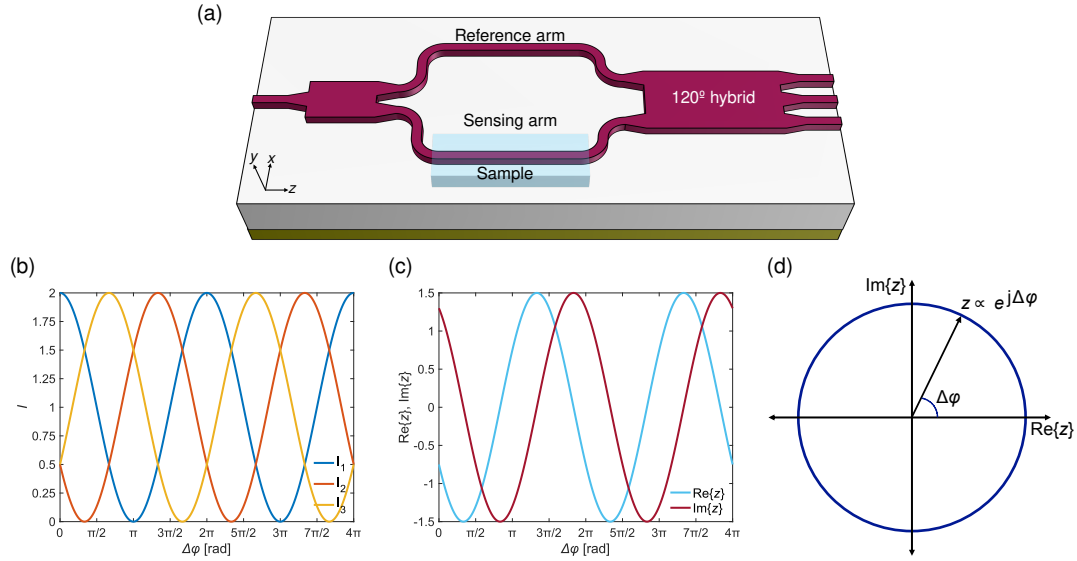 (a)
Reference arm
120º hybrid
Sensing arm
Sample
y
x
z
(b)
2
1.75
1.5
1.25
1
0.75
0.5
0.25
0
I
0 π/2 π 3π/2 2π 5π/2 3π 7π/2 4π
Δφ [rad]
I1
I2
I3
(c)
1.5
1
0.5
0
-0.5
-1
-1.5
Re{z}, Im{z}
0 π/2 π 3π/2 2π 5π/2 3π 7π/2 4π
Δφ [rad]
Re{z}
Im{z}
(d)
Im{z}
z ∝ e^jΔφ
Δφ
Re{z}